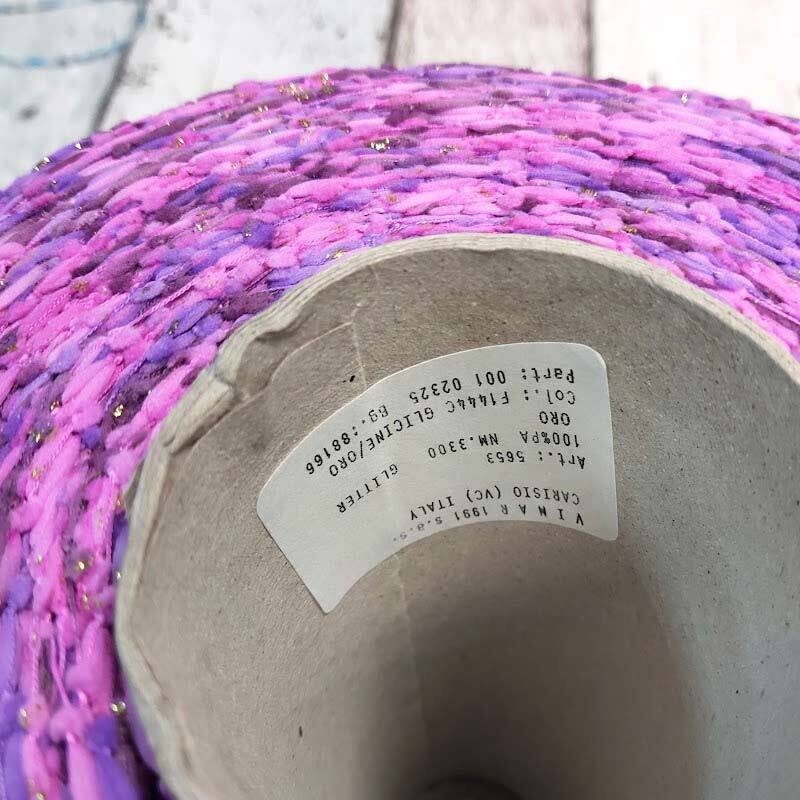 VINAR 1991 S.R.S.
CARISIO (VC) ITALY
Art.: 5653 GLITTER
100%PA NM.3300
ORO
Col.: F1444C GLICINE/ORO
Part: 001 02325 Bg.:88166